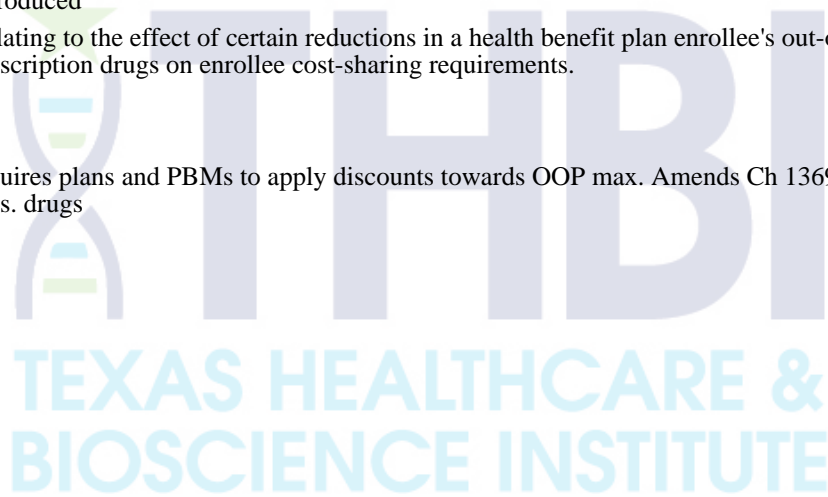 roduced
lating to the effect of certain reductions in a health benefit plan enrollee's out-o
scription drugs on enrollee cost-sharing requirements.
uires plans and PBMs to apply discounts towards OOP max. Amends Ch 1369
s. drugs
THBI
TEXAS HEALTHCARE &
BIOSCIENCE INSTITUTE